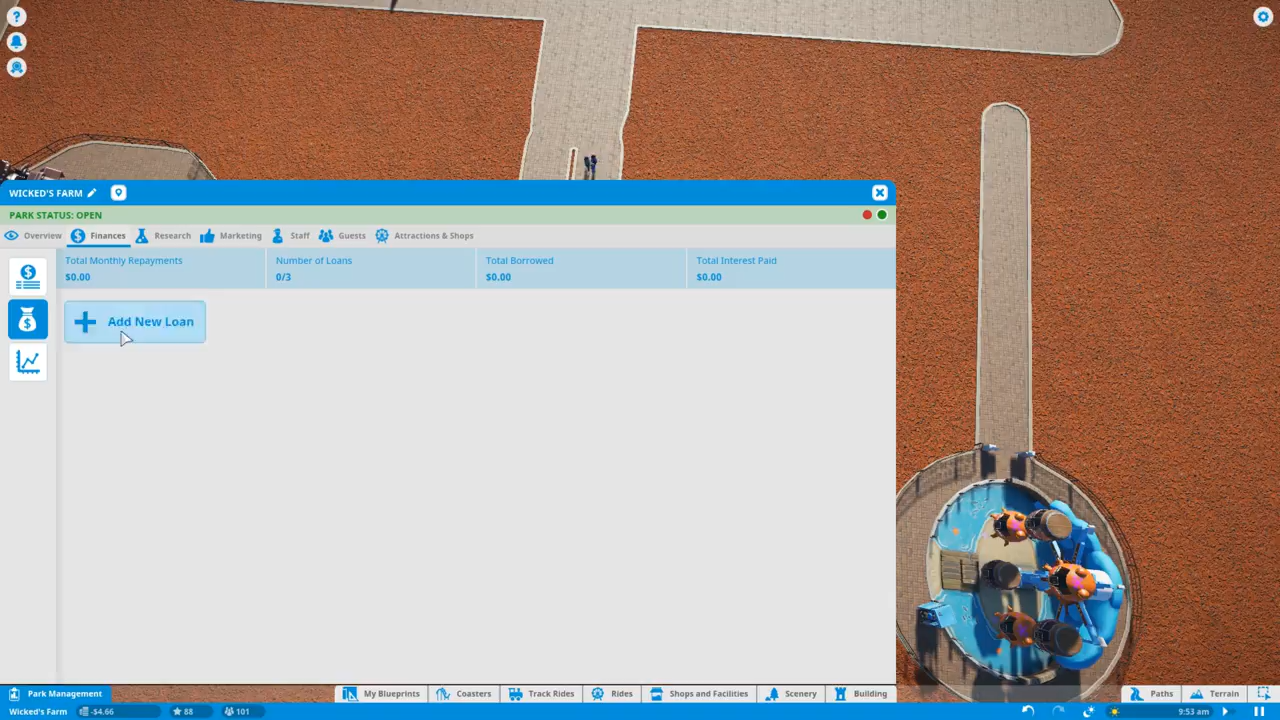 ?
WICKED'S FARM
PARK STATUS: OPEN
Overview Finances Research Marketing Staff Guests Attractions & Shops
Total Monthly Repayments Number of Loans Total Borrowed Total Interest Paid
$0.00 0/3 $0.00 $0.00
Add New Loan
Park Management My Blueprints Coasters Track Rides Rides Shops and Facilities Scenery Building Paths Terrain
Wicked's Farm -$4.66 88 101 9:53 am